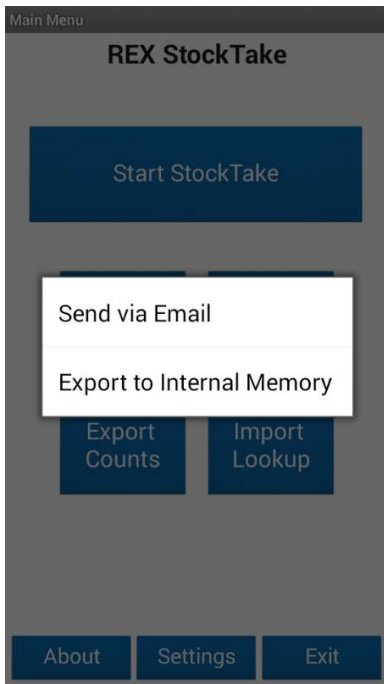 Main Menu
REX StockTake
Start StockTake
Send via Email
Export to Internal Memory
Export
Counts
Import
Lookup
About
Settings
Exit